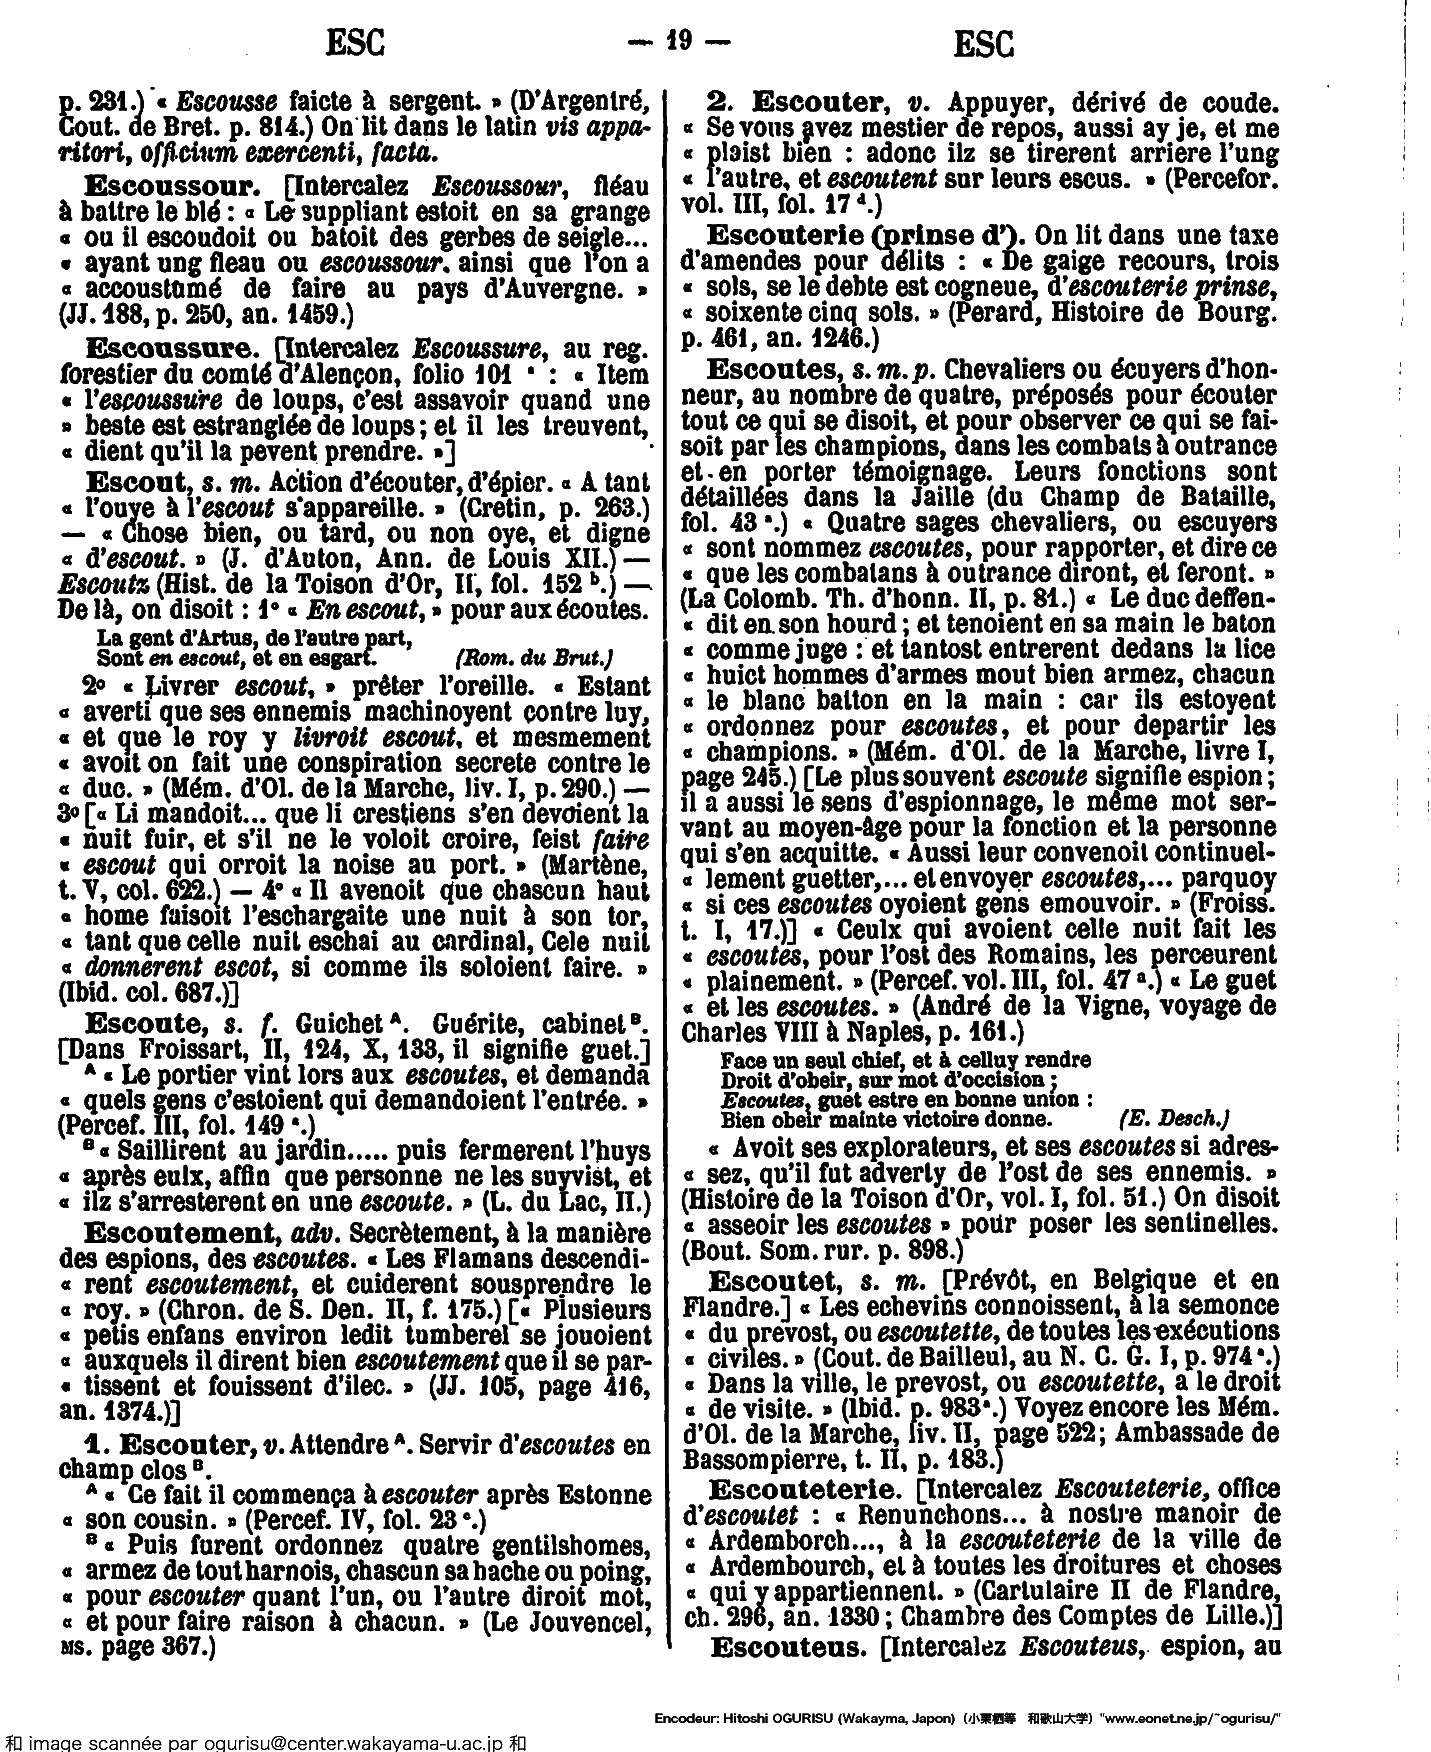 ESC — 19 — ESC
p. 231.) « Escousse faicte à sergent. » (D'Argentré,
Cout. de Bret. p. 814.) On lit dans le latin vis appa-
ritori, officium exercenti, facta.
Escoussour. [Intercalez Escoussour, fléau
à battre le blé : « Le suppliant estoit en sa grange
« ou il escoudoit ou batoit des gerbes de seigle...
« ayant ung fleau ou escoussour, ainsi que l'on a
« accoustumé de faire au pays d'Auvergne. »
(JJ. 188, p. 250, an. 1459.)
Escoussure. [Intercalez Escoussure, au reg.
forestier du comté d'Alençon, folio 101 : « Item
« l'escoussure de loups, c'est assavoir quand une
» beste est estranglée de loups ; et il les treuvent,
« dient qu'il la pevent prendre. »]
Escout, s. m. Action d'écouter, d'épier. « A tant
« l'ouye à l'escout s'appareille. » (Cretin, p. 263.)
— « Chose bien, ou tard, ou non oye, et digne
« d'escout. » (J. d'Auton, Ann. de Louis XII.) —
Escoutz (Hist. de la Toison d'Or, II, fol. 152 b.) —
De là, on disoit : 1° « En escout, » pour aux écoutes.
La gent d'Artus, de l'autre part,
Sont en escout, et en esgart. (Rom. du Brut.)
2° « Livrer escout, » prêter l'oreille. « Estant
« averti que ses ennemis machinoyent contre luy,
« et que le roy y livroit escout, et mesmement
« avoit on fait une conspiration secrete contre le
« duc. » (Mém. d'Ol. de la Marche, liv. I, p. 290.) —
3° [« Li mandoit... que li crestiens s'en devoient la
« nuit fuir, et s'il ne le voloit croire, feist faire
« escout qui orroit la noise au port. » (Martène,
t. V, col. 622.) — 4° « Il avenoit que chascun haut
« home faisoit l'eschargaite une nuit à son tor,
« tant que celle nuit eschai au cardinal, Cele nuit
« donnerent escot, si comme ils soloient faire. »
(Ibid. col. 687.)]
Escoute, s. f. Guichet A. Guérite, cabinet B.
[Dans Froissart, II, 124, X, 133, il signifie guet.]
A « Le portier vint lors aux escoutes, et demanda
« quels gens c'estoient qui demandoient l'entrée. »
(Percef. III, fol. 149 .)
B « Saillirent au jardin..... puis fermerent l'huys
« après eulx, affin que personne ne les suyvist, et
« ilz s'arresterent en une escoute. » (L. du Lac, II.)
Escoutement, adv. Secrètement, à la manière
des espions, des escoutes. « Les Flamans descendi-
« rent escoutement, et cuiderent sousprendre le
« roy. » (Chron. de S. Den. II, f. 175.) [« Plusieurs
« petis enfans environ ledit tumberel se jouoient
« auxquels il dirent bien escoutement que il se par-
« tissent et fouissent d'ilec. » (JJ. 105, page 416,
an. 1374.)]
1. Escouter, v. Attendre A. Servir d'escoutes en
champ clos B.
A « Ce fait il commença à escouter après Estonne
« son cousin. » (Percef. IV, fol. 23 .)
B « Puis furent ordonnez quatre gentilshomes,
« armez de tout harnois, chascun sa hache ou poing,
« pour escouter quant l'un, ou l'autre diroit mot,
« et pour faire raison à chacun. » (Le Jouvencel,
MS. page 367.)
2. Escouter, v. Appuyer, dérivé de coude.
« Se vous avez mestier de repos, aussi ay je, et me
« plaist bien : adonc ilz se tirerent arriere l'ung
« l'autre, et escoutent sur leurs escus. » (Percefor.
vol. III, fol. 17 d.)
Escouterie (prinse d'). On lit dans une taxe
d'amendes pour délits : « De gaige recours, trois
« sols, se le debte est cogneue, d'escouterie prinse,
« soixente cinq sols. » (Perard, Histoire de Bourg.
p. 461, an. 1246.)
Escoutes, s. m. p. Chevaliers ou écuyers d'hon-
neur, au nombre de quatre, préposés pour écouter
tout ce qui se disoit, et pour observer ce qui se fai-
soit par les champions, dans les combats à outrance
et en porter témoignage. Leurs fonctions sont
détaillées dans la Jaille (du Champ de Bataille,
fol. 43 .) « Quatre sages chevaliers, ou escuyers
« sont nommez escoutes, pour rapporter, et dire ce
« que les combatans à outrance diront, et feront. »
(La Colomb. Th. d'honn. II, p. 81.) « Le duc deffen-
« dit en son hourd ; et tenoient en sa main le baton
« comme juge : et tantost entrerent dedans la lice
« huict hommes d'armes mout bien armez, chacun
« le blanc batton en la main : car ils estoyent
« ordonnez pour escoutes, et pour departir les
« champions. » (Mém. d'Ol. de la Marche, livre I,
page 245.) [Le plus souvent escoute signifie espion ;
il a aussi le sens d'espionnage, le même mot ser-
vant au moyen-âge pour la fonction et la personne
qui s'en acquitte. « Aussi leur convenoit continuel-
« lement guetter,... et envoyer escoutes,... parquoy
« si ces escoutes oyoient gens emouvoir. » (Froiss.
t. I, 17.)] « Ceulx qui avoient celle nuit fait les
« escoutes, pour l'ost des Romains, les perceurent
« plainement. » (Percef. vol. III, fol. 47 a.) « Le guet
« et les escoutes. » (André de la Vigne, voyage de
Charles VIII à Naples, p. 161.)
Face un seul chief, et à celluy rendre
Droit d'obeir, sur mot d'occision ;
Escoutes, guet estre en bonne union :
Bien obeir mainte victoire donne. (E. Desch.)
« Avoit ses explorateurs, et ses escoutes si adres-
« sez, qu'il fut adverty de l'ost de ses ennemis. »
(Histoire de la Toison d'Or, vol. I, fol. 51.) On disoit
« asseoir les escoutes » pour poser les sentinelles.
(Bout. Som. rur. p. 898.)
Escoutet, s. m. [Prévôt, en Belgique et en
Flandre.] « Les echevins connoissent, à la semonce
« du prevost, ou escoutette, de toutes les exécutions
« civiles. » (Cout. de Bailleul, au N. C. G. I, p. 974 .)
« Dans la ville, le prevost, ou escoutette, a le droit
« de visite. » (Ibid. p. 983 .) Voyez encore les Mém.
d'Ol. de la Marche, liv. II, page 522 ; Ambassade de
Bassompierre, t. II, p. 183.)
Escouteterie. [Intercalez Escouteterie, office
d'escoutet : « Renunchons... à nostre manoir de
« Ardemborch..., à la escouteterie de la ville de
« Ardembourch, et à toutes les droitures et choses
« qui y appartiennent. » (Cartulaire II de Flandre,
ch. 296, an. 1330 ; Chambre des Comptes de Lille.)]
Escouteus. [Intercalez Escouteus, espion, au
Encodeur: Hitoshi OGURISU (Wakayma, Japon) (小栗栖等 和歌山大学) "www.eonet.ne.jp/~ogurisu/"
和 image scannée par ogurisu@center.wakayama-u.ac.jp 和